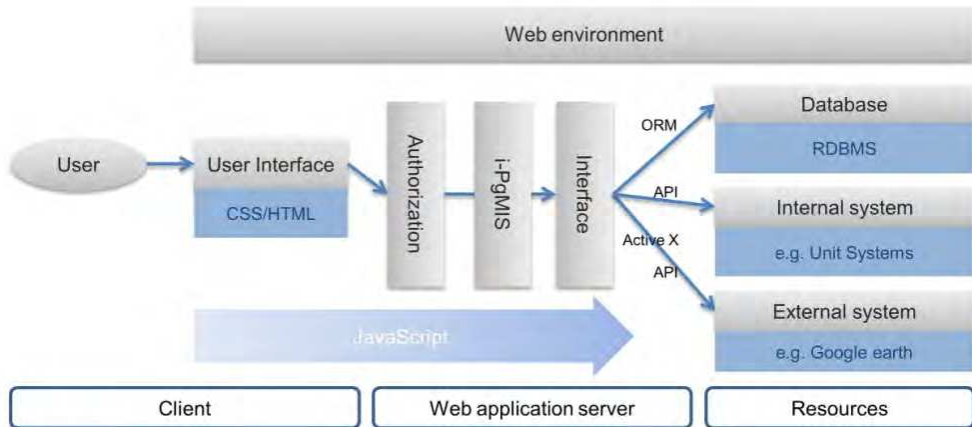 Web environment
User
User Interface
CSS/HTML
Authorization
i-PgMIS
Interface
ORM
API
Active X
API
Database
RDBMS
Internal system
e.g. Unit Systems
External system
e.g. Google earth
JavaScript
Client
Web application server
Resources